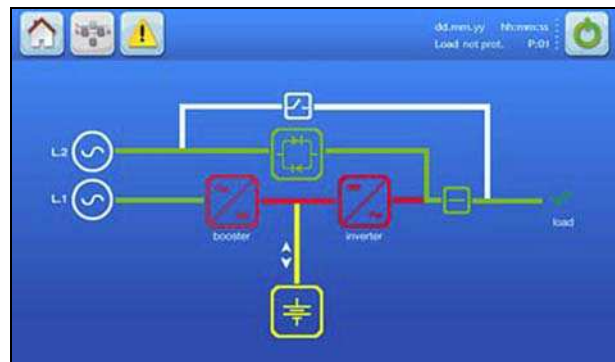 dd.mm.yy hh:mm:ss
Load not prot. P:01
L2
L1
booster
inverter
load